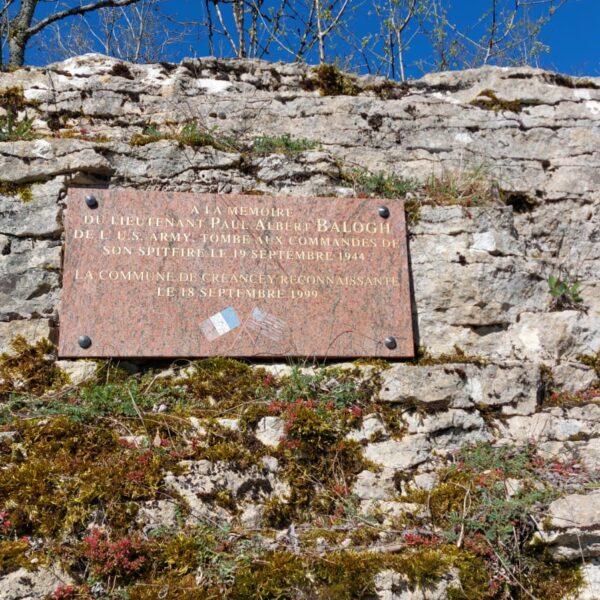 A LA MEMOIRE
DU LIEUTENANT PAUL ALBERT BALOGH
DE L' U.S. ARMY, TOMBÉ AUX COMMANDES DE
SON SPITFIRE LE 19 SEPTEMBRE 1944
LA COMMUNE DE CREANCEY RECONNAISSANTE
LE 18 SEPTEMBRE 1999